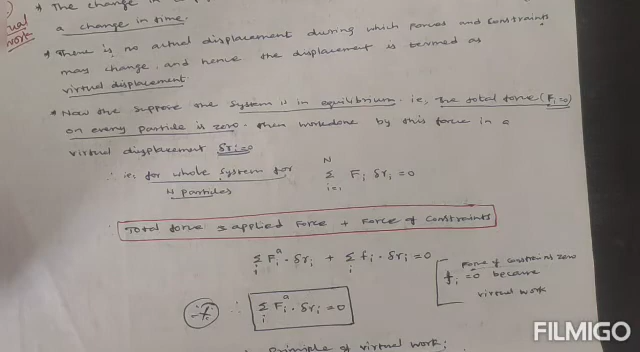 * The change in a
a change in time.
work
* There is no actual displacement during which forces and constraints
may change. and hence the displacement is termed as
virtual displacement.
* Now the suppose the system is in equilibrium. ie, the total force (Fi=0)
on every particle is zero. then workdone by this force in a
virtual displacement δri=0
∴ ie, for whole system for
N particles
N Σ i=1 Fi δri = 0
Total force = applied Force + Force of constraints
Σ i Fi^a · δri + Σ i fi · δri = 0
Force of constraint zero
fi = 0 because
virtual work
∴ Σ i Fi^a · δri = 0
Principle of virtual work:
FILMIGO